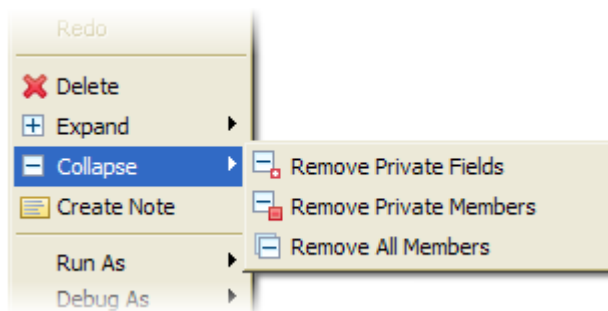 Redo
Delete
Expand
Collapse
Create Note
Run As
Debug As
Remove Private Fields
Remove Private Members
Remove All Members